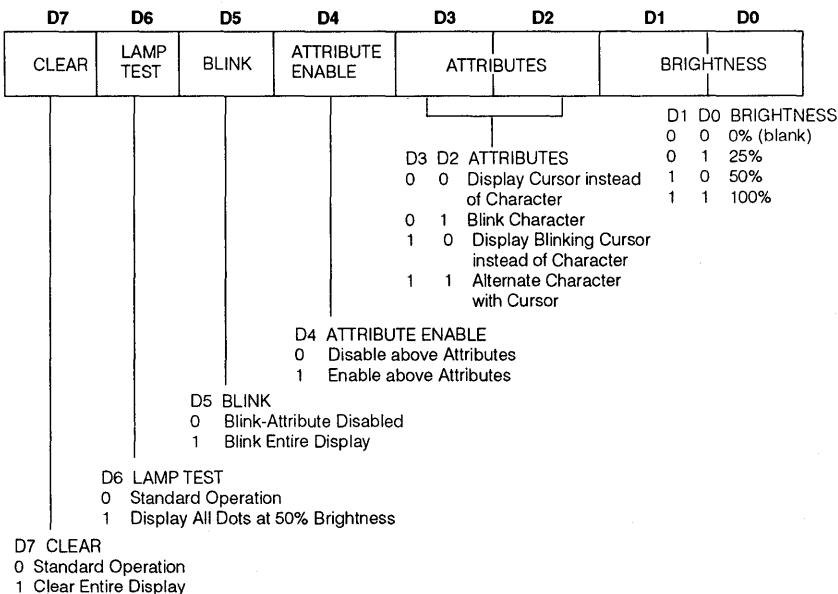 D7 D6 D5 D4 D3 D2 D1 D0
CLEAR LAMP TEST BLINK ATTRIBUTE ENABLE ATTRIBUTES BRIGHTNESS
D1 D0 BRIGHTNESS
0 0 0% (blank)
0 1 25%
1 0 50%
1 1 100%
D3 D2 ATTRIBUTES
0 0 Display Cursor instead
of Character
0 1 Blink Character
1 0 Display Blinking Cursor
instead of Character
1 1 Alternate Character
with Cursor
D4 ATTRIBUTE ENABLE
0 Disable above Attributes
1 Enable above Attributes
D5 BLINK
0 Blink-Attribute Disabled
1 Blink Entire Display
D6 LAMP TEST
0 Standard Operation
1 Display All Dots at 50% Brightness
D7 CLEAR
0 Standard Operation
1 Clear Entire Display